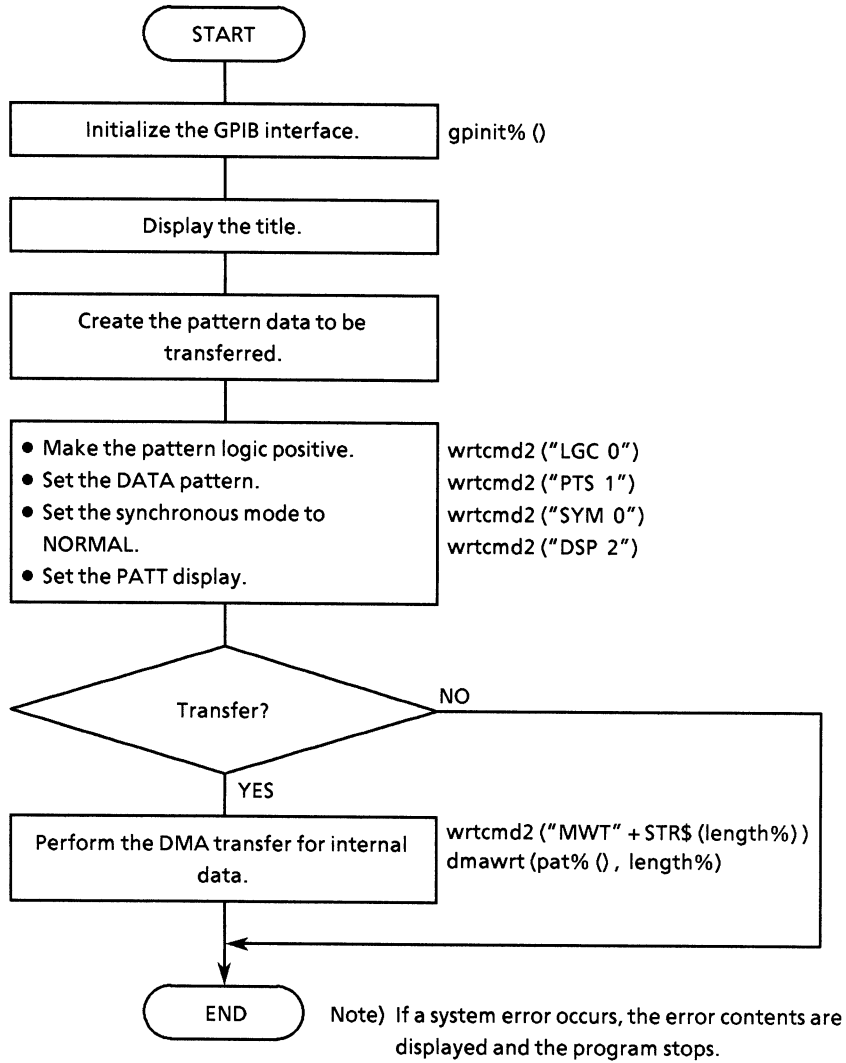 START
Initialize the GPIB interface.
gpinit% ()
Display the title.
Create the pattern data to be
transferred.
● Make the pattern logic positive.
● Set the DATA pattern.
● Set the synchronous mode to
NORMAL.
● Set the PATT display.
wrtcmd2 ("LGC 0")
wrtcmd2 ("PTS 1")
wrtcmd2 ("SYM 0")
wrtcmd2 ("DSP 2")
Transfer?
NO
YES
Perform the DMA transfer for internal
data.
wrtcmd2 ("MWT" + STR$ (length%))
dmawrt (pat% (), length%)
END
Note) If a system error occurs, the error contents are
displayed and the program stops.